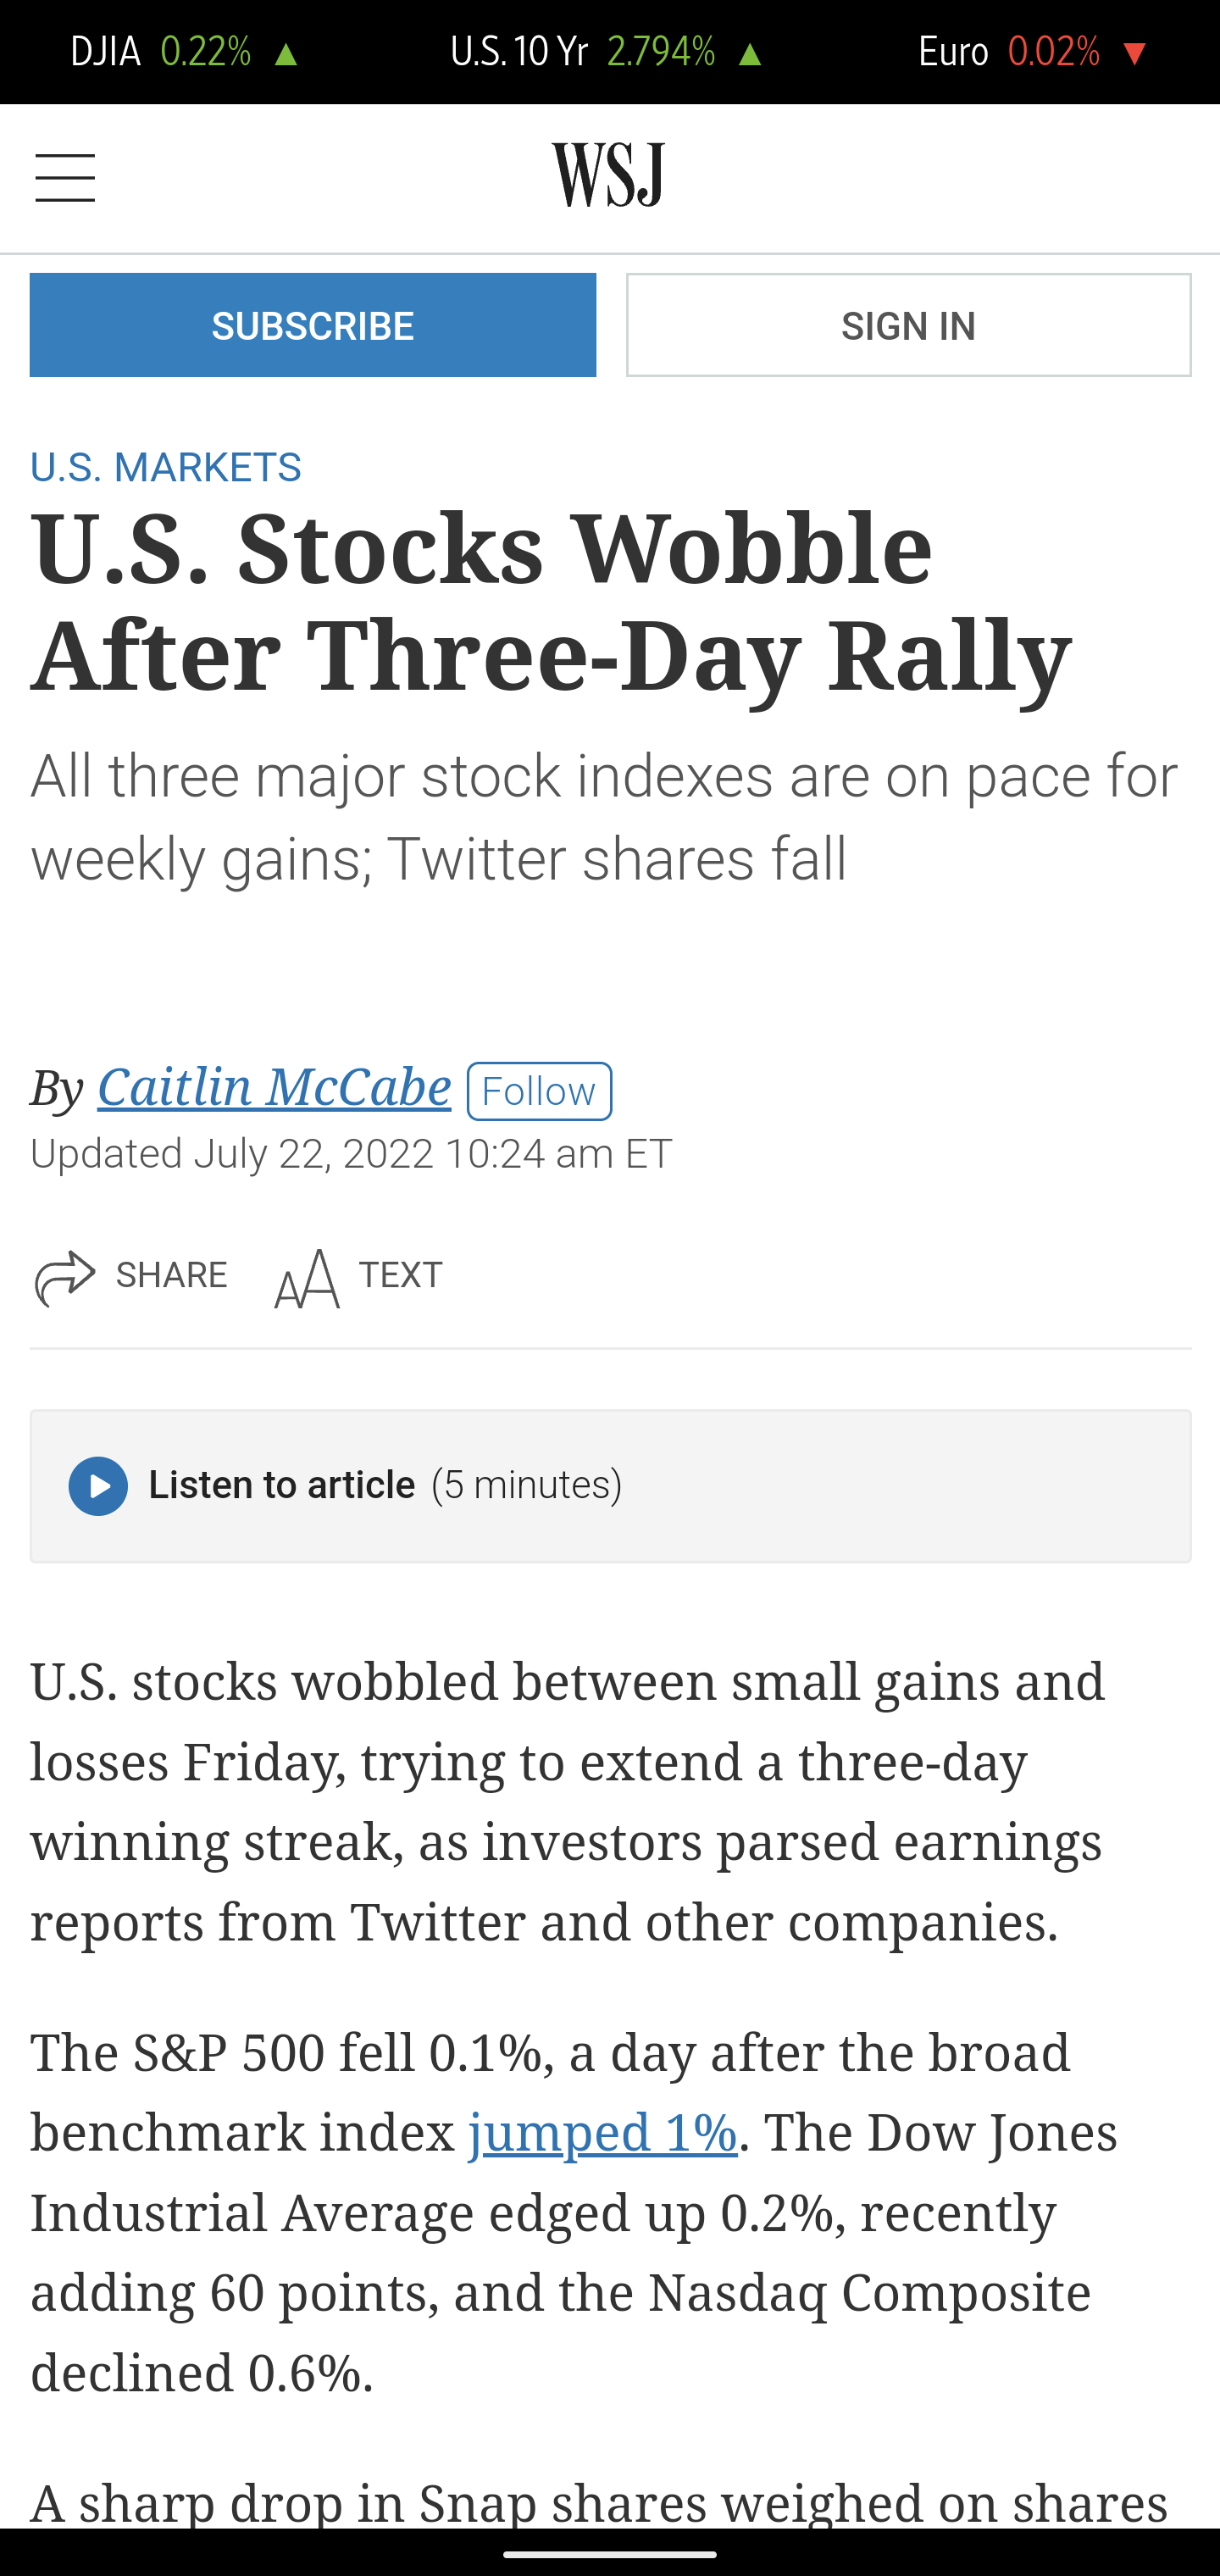 DJIA 0.22% ▲ U.S. 10 Yr 2.794% ▲ Euro 0.02% ▼
WSJ
SUBSCRIBE SIGN IN
U.S. MARKETS
U.S. Stocks Wobble
After Three-Day Rally
All three major stock indexes are on pace for
weekly gains; Twitter shares fall
By Caitlin McCabe Follow
Updated July 22, 2022 10:24 am ET
SHARE AA TEXT
Listen to article (5 minutes)
U.S. stocks wobbled between small gains and
losses Friday, trying to extend a three-day
winning streak, as investors parsed earnings
reports from Twitter and other companies.
The S&P 500 fell 0.1%, a day after the broad
benchmark index jumped 1%. The Dow Jones
Industrial Average edged up 0.2%, recently
adding 60 points, and the Nasdaq Composite
declined 0.6%.
A sharp drop in Snap shares weighed on shares